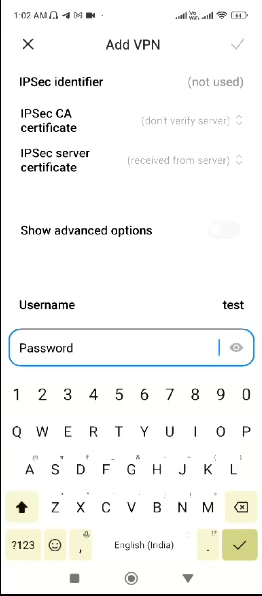 1:02 AM
Add VPN
IPSec identifier (not used)
IPSec CA certificate (don't verify server)
IPSec server certificate (received from server)
Show advanced options
Username test
Password
1 2 3 4 5 6 7 8 9 0
Q W E R T Y U I O P
A S D F G H J K L
Z X C V B N M
?123 , English (India) .